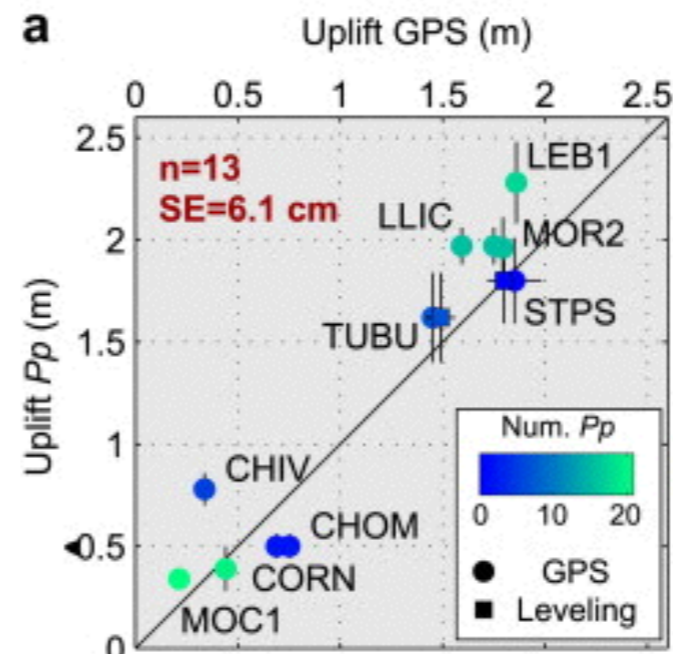 a
Uplift GPS (m)
0 0.5 1 1.5 2 2.5
2.5
n=13
SE=6.1 cm
LEB1
LLIC
2
MOR2
STPS
TUBU
1.5
Uplift Pp (m)
1
CHIV
CHOM
0.5
CORN
MOC1
0
Num. Pp
0 10 20
GPS
Leveling